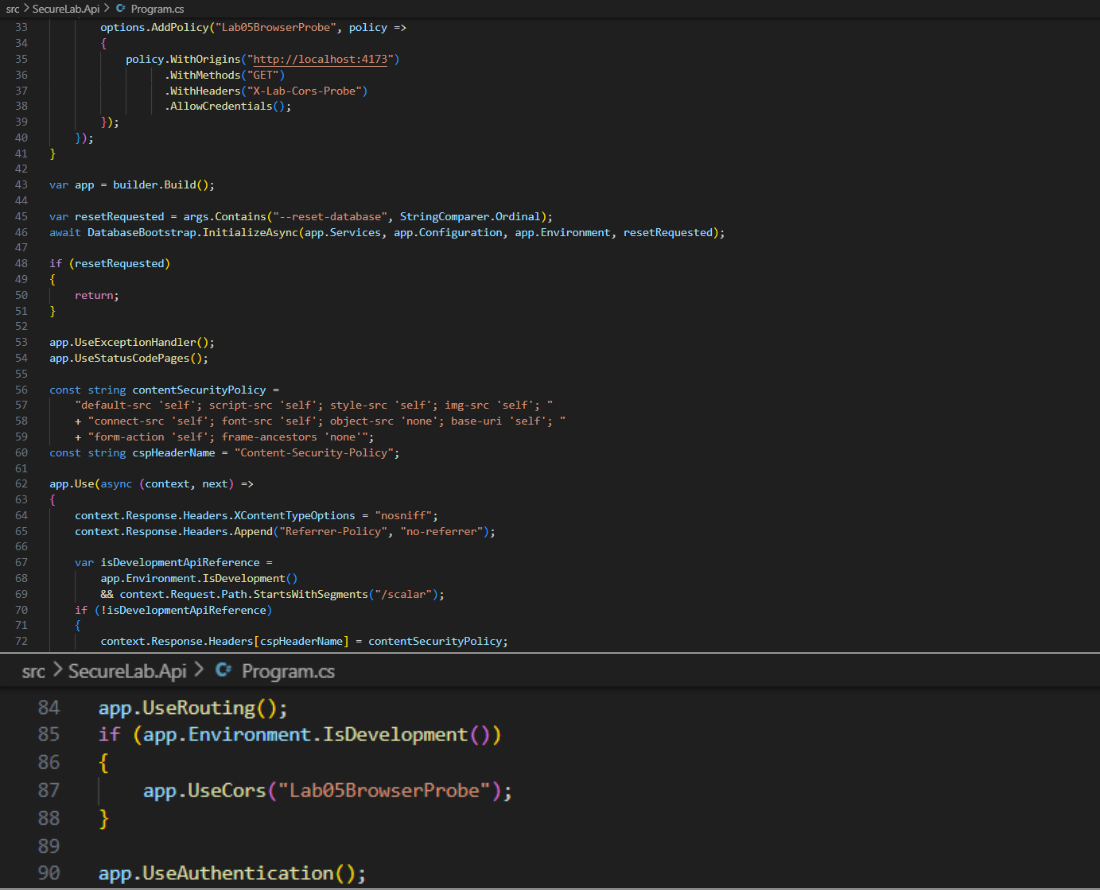 src > SecureLab.Api > Program.cs
33 options.AddPolicy("Lab05BrowserProbe", policy =>
34 {
35 policy.WithOrigins("http://localhost:4173")
36 .WithMethods("GET")
37 .WithHeaders("X-Lab-Cors-Probe")
38 .AllowCredentials();
39 });
40 });
41 }
42
43 var app = builder.Build();
44
45 var resetRequested = args.Contains("--reset-database", StringComparer.Ordinal);
46 await DatabaseBootstrap.InitializeAsync(app.Services, app.Configuration, app.Environment, resetRequested);
47
48 if (resetRequested)
49 {
50 return;
51 }
52
53 app.UseExceptionHandler();
54 app.UseStatusCodePages();
55
56 const string contentSecurityPolicy =
57 "default-src 'self'; script-src 'self'; style-src 'self'; img-src 'self'; "
58 + "connect-src 'self'; font-src 'self'; object-src 'none'; base-uri 'self'; "
59 + "form-action 'self'; frame-ancestors 'none'";
60 const string cspHeaderName = "Content-Security-Policy";
61
62 app.Use(async (context, next) =>
63 {
64 context.Response.Headers.XContentTypeOptions = "nosniff";
65 context.Response.Headers.Append("Referrer-Policy", "no-referrer");
66
67 var isDevelopmentApiReference =
68 app.Environment.IsDevelopment()
69 && context.Request.Path.StartsWithSegments("/scalar");
70 if (!isDevelopmentApiReference)
71 {
72 context.Response.Headers[cspHeaderName] = contentSecurityPolicy;
src > SecureLab.Api > Program.cs
84 app.UseRouting();
85 if (app.Environment.IsDevelopment())
86 {
87 app.UseCors("Lab05BrowserProbe");
88 }
89
90 app.UseAuthentication();